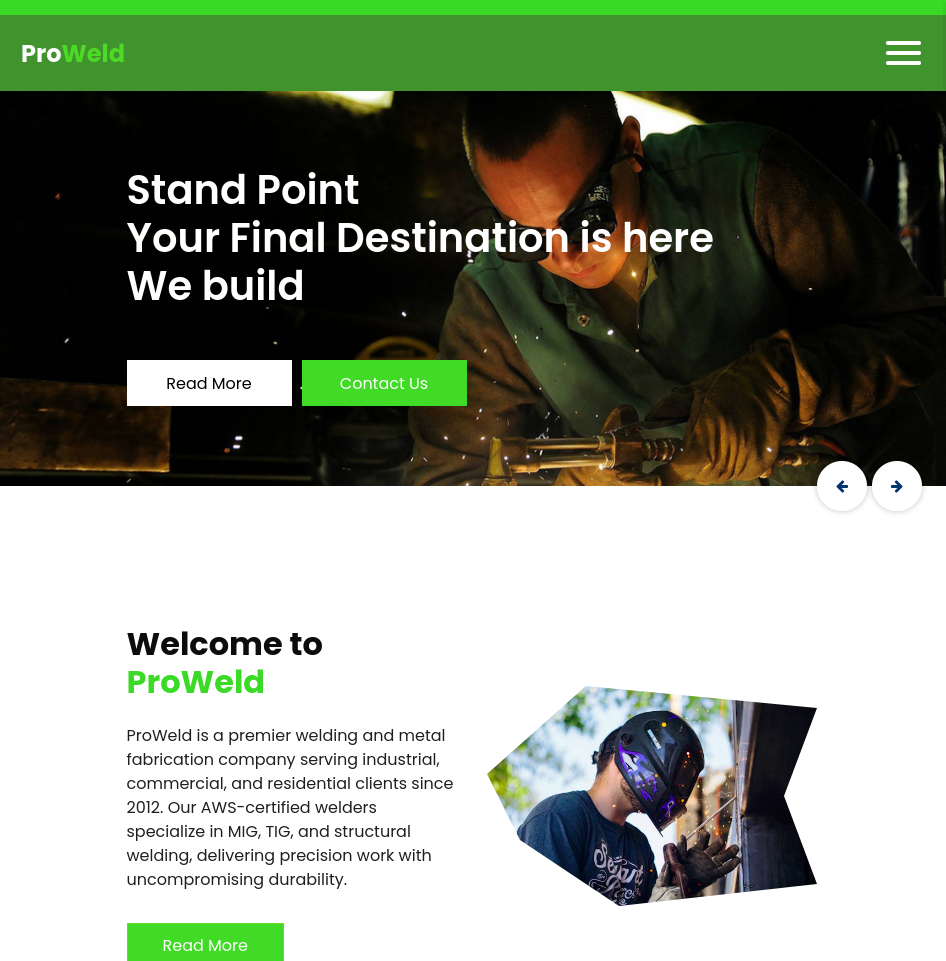 ProWeld
Stand Point
Your Final Destination is here
We build
Read More
Contact Us
Welcome to
ProWeld
ProWeld is a premier welding and metal
fabrication company serving industrial,
commercial, and residential clients since
2012. Our AWS-certified welders
specialize in MIG, TIG, and structural
welding, delivering precision work with
uncompromising durability.
Read More